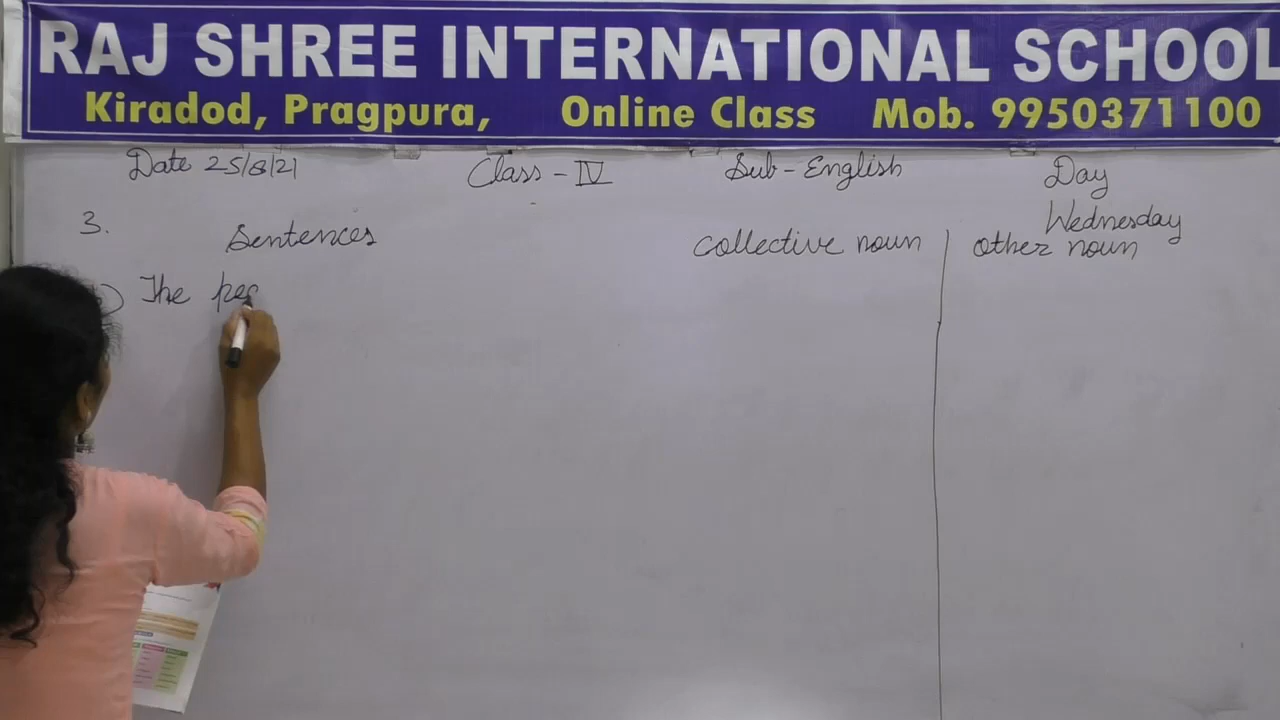 RAJ SHREE INTERNATIONAL SCHOOL
Kiradod, Pragpura, Online Class Mob. 9950371100
Date 25/8/21 Class - IV Sub - English Day
Wednesday
3. Sentences collective noun other noun
The peo